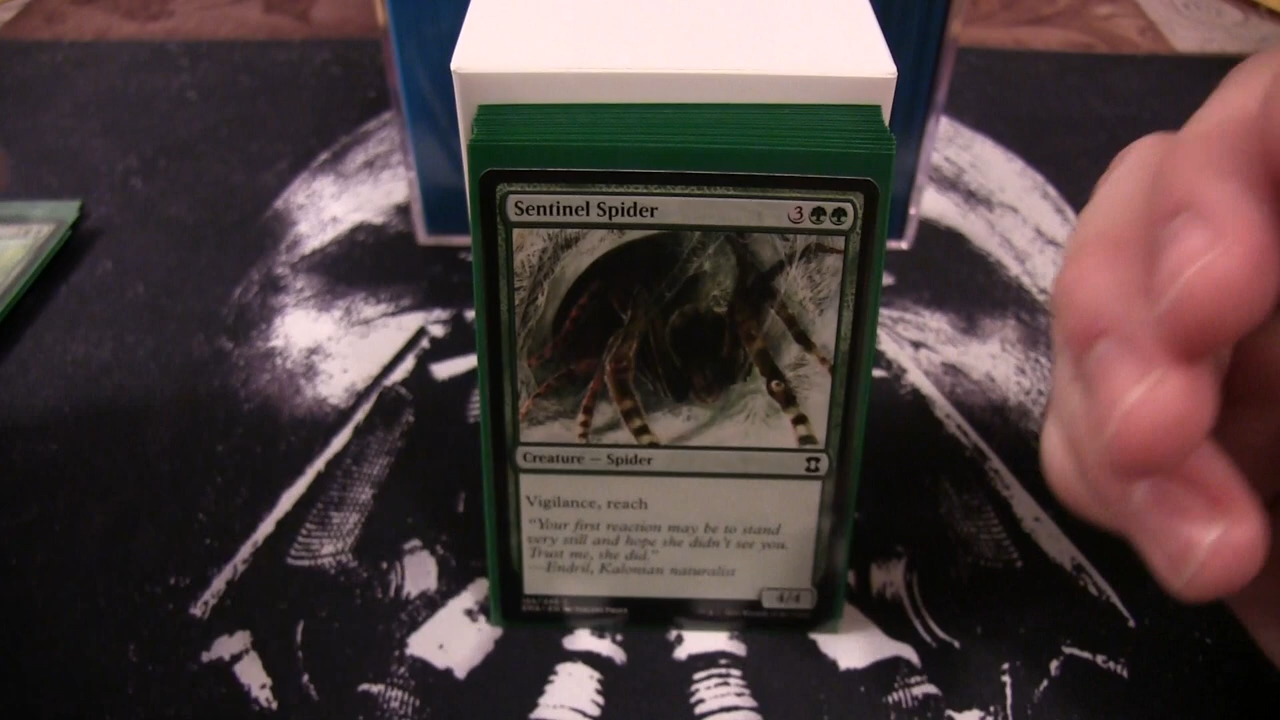 Sentinel Spider 3
Creature — Spider
Vigilance, reach
"Your first reaction may be to stand
very still and hope she didn't see you.
Trust me, she did."
—Endril, Kalonian naturalist
4/4